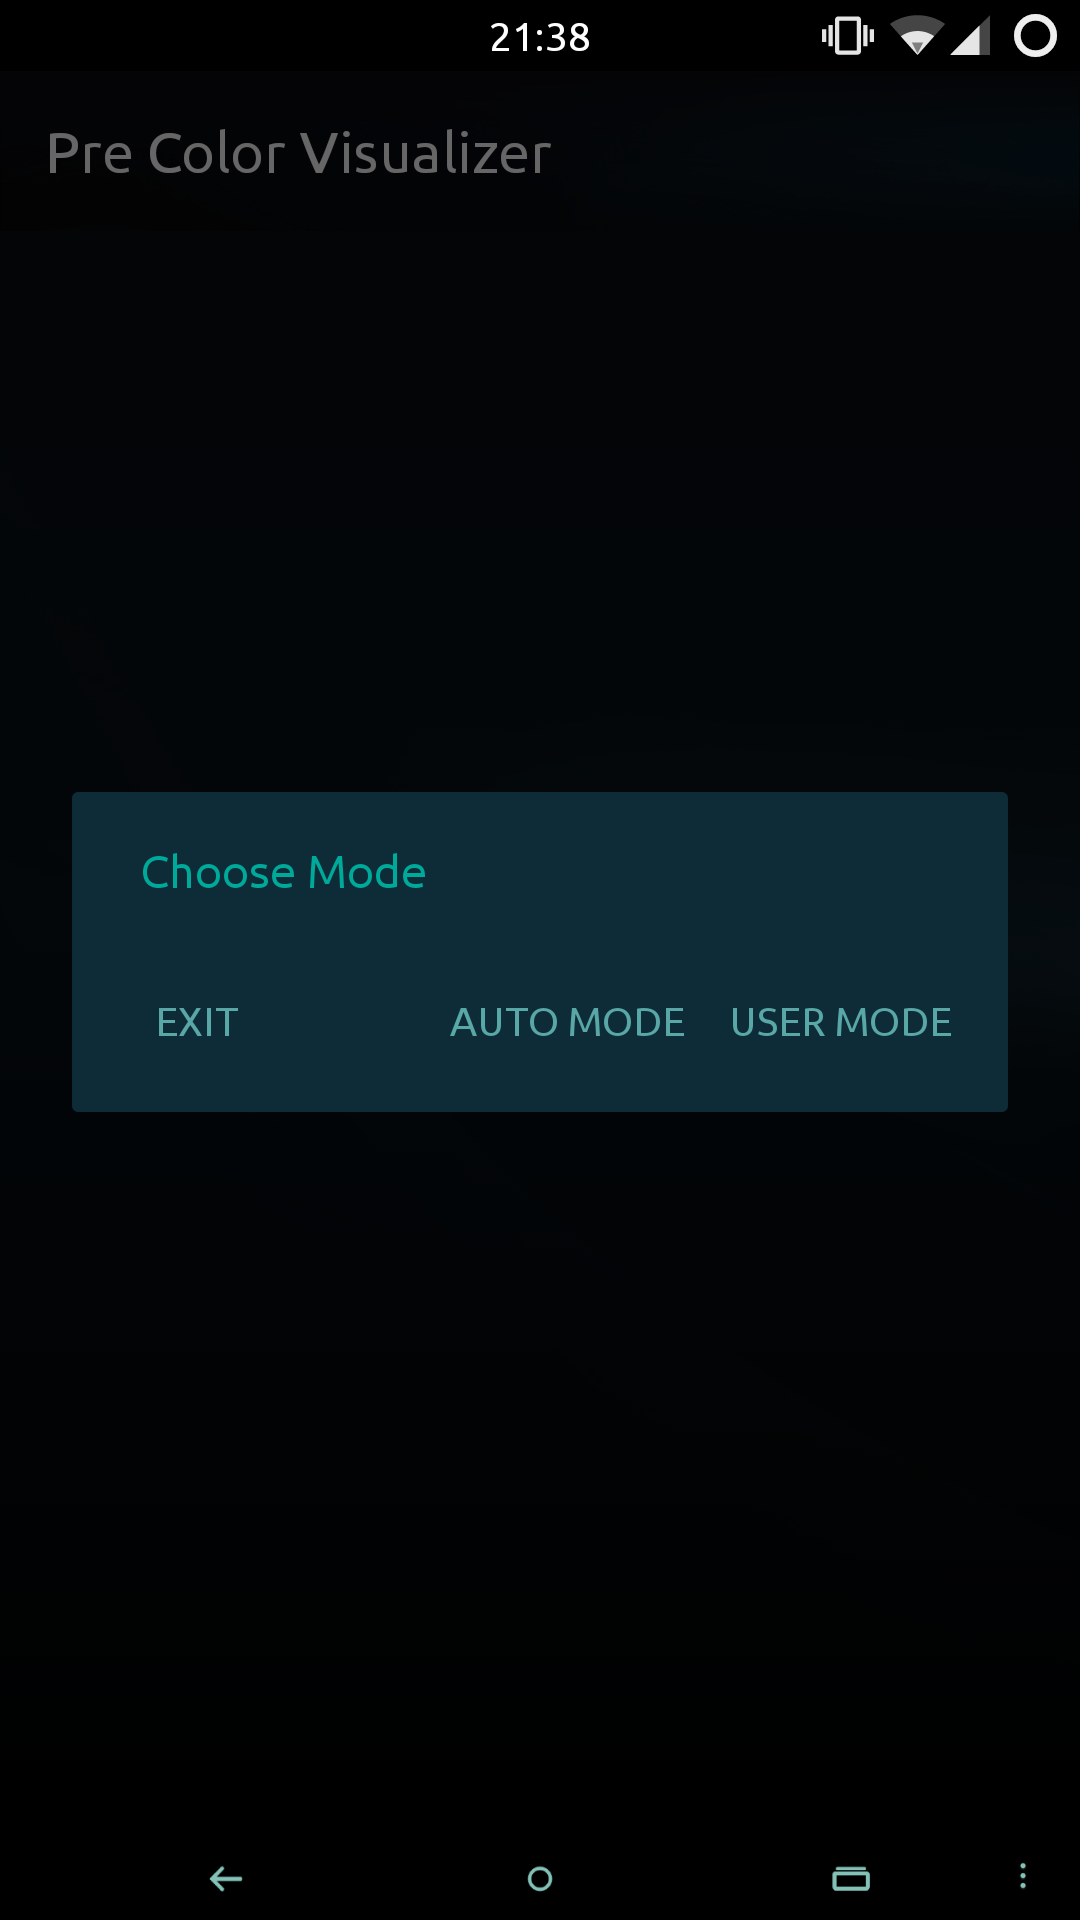 21:38
Pre Color Visualizer
Choose Mode
EXIT AUTO MODE USER MODE